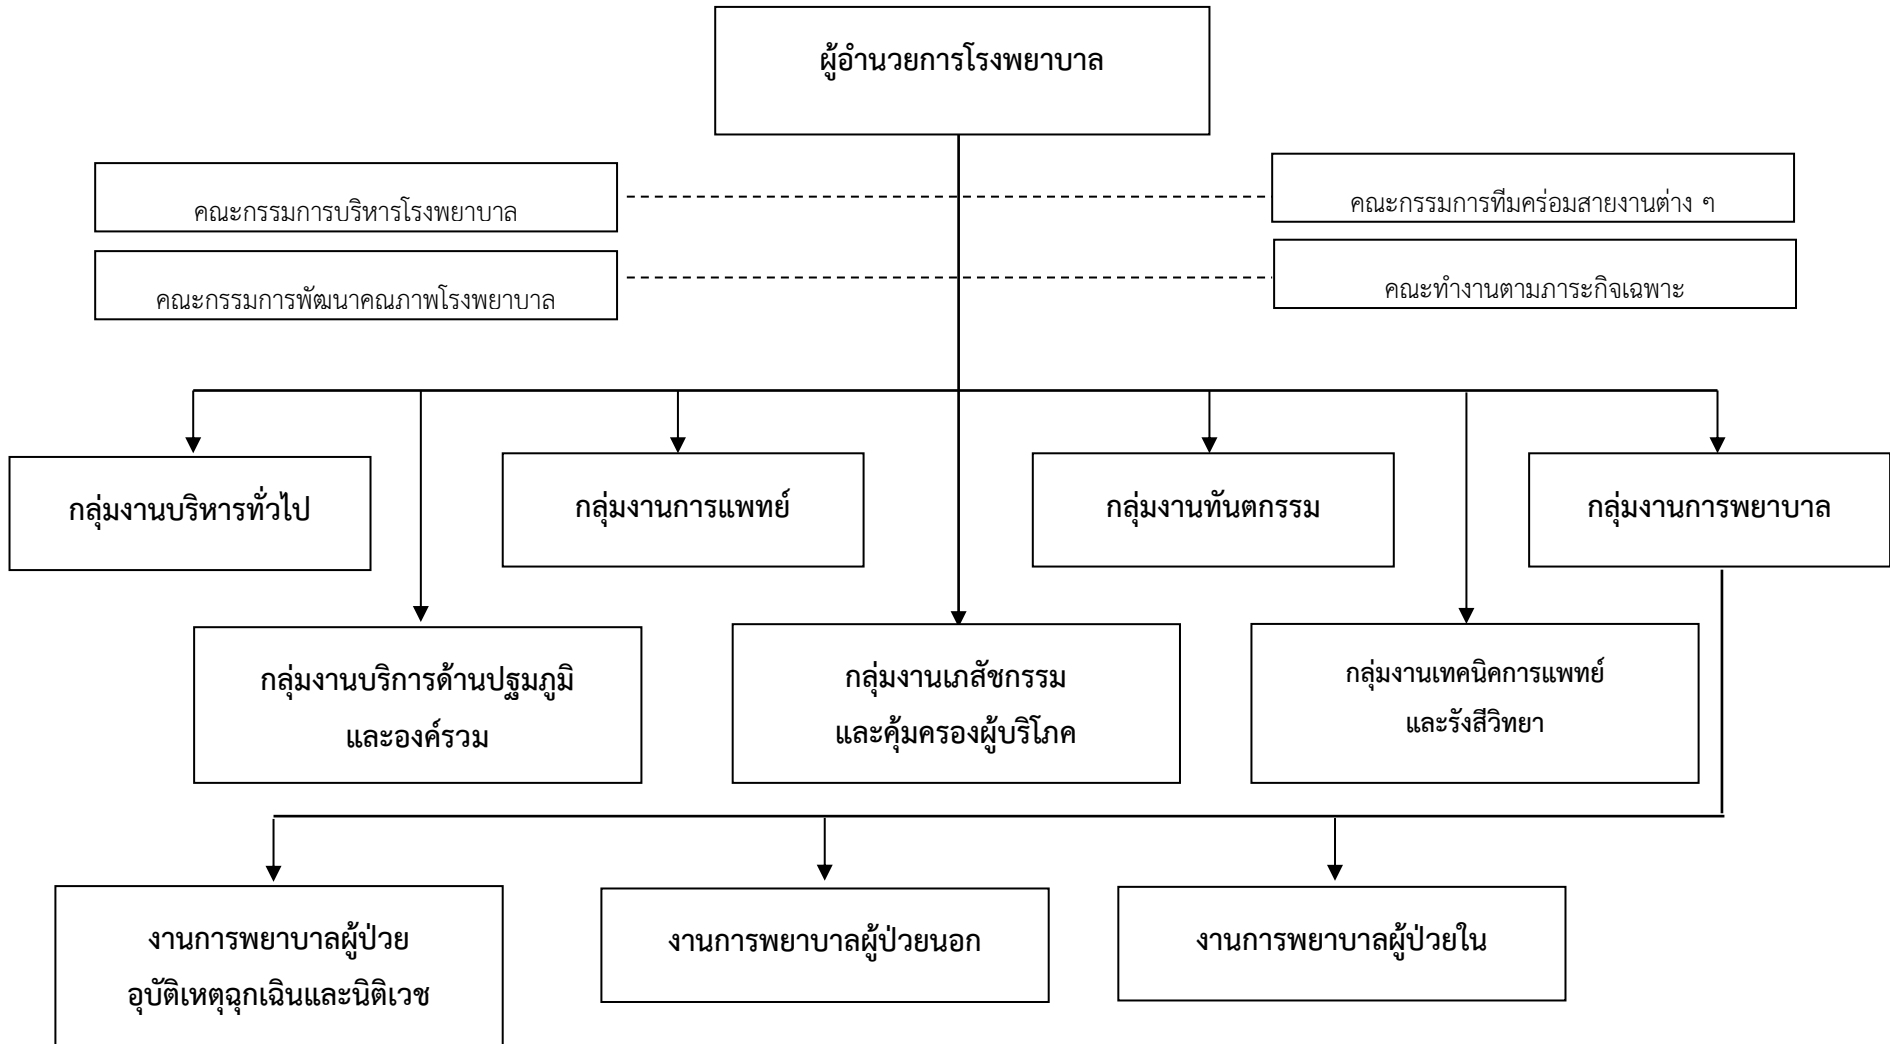 ผู้อำนวยการโรงพยาบาล
คณะกรรมการบริหารโรงพยาบาล
คณะกรรมการทีมคร่อมสายงานต่าง ๆ
คณะกรรมการพัฒนาคณภาพโรงพยาบาล
คณะทำงานตามภาระกิจเฉพาะ
กลุ่มงานบริหารทั่วไป
กลุ่มงานการแพทย์
กลุ่มงานทันตกรรม
กลุ่มงานการพยาบาล
กลุ่มงานบริการด้านปฐมภูมิ
และองค์รวม
กลุ่มงานเภสัชกรรม
และคุ้มครองผู้บริโภค
กลุ่มงานเทคนิคการแพทย์
และรังสีวิทยา
งานการพยาบาลผู้ป่วย
อุบัติเหตุฉุกเฉินและนิติเวช
งานการพยาบาลผู้ป่วยนอก
งานการพยาบาลผู้ป่วยใน